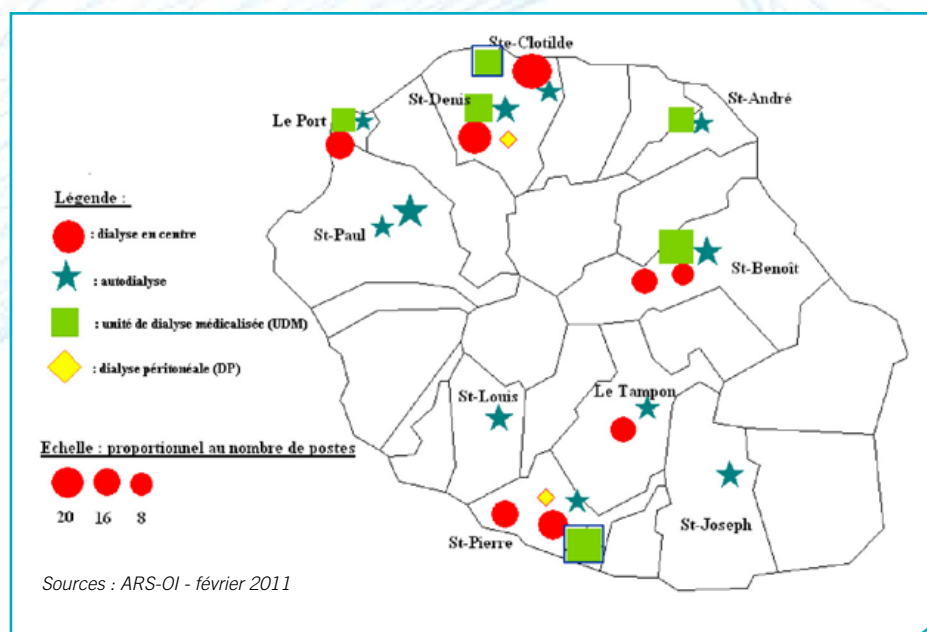 Ste-Clotilde
St-Denis
St-André
Le Port
Légende :
: dialyse en centre
St-Paul
St-Benoît
: autodialyse
: unité de dialyse médicalisée (UDM)
: dialyse péritonéale (DP)
St-Louis
Le Tampon
Echelle : proportionnel au nombre de postes
20 16 8
St-Pierre
St-Joseph
Sources : ARS-OI - février 2011